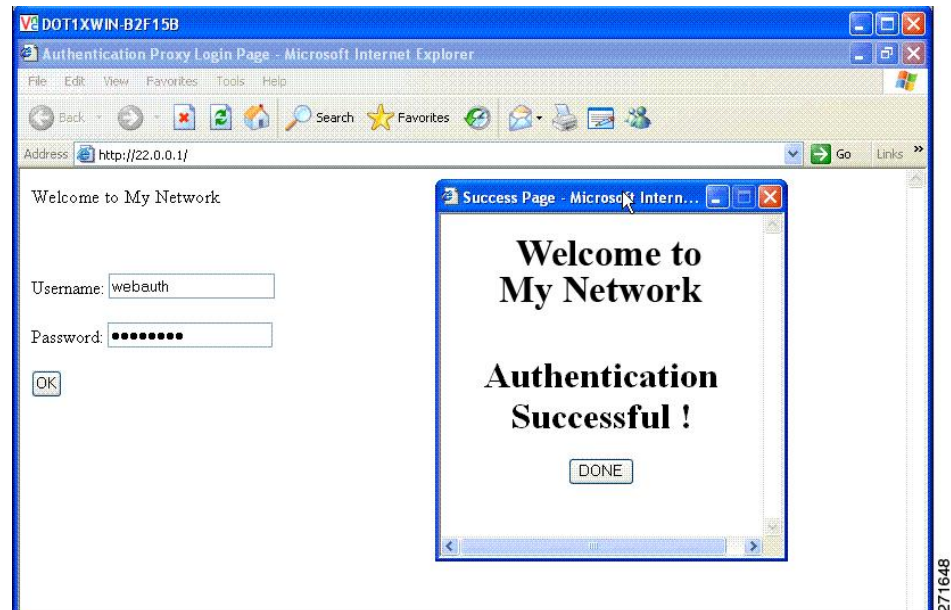 DOT1XWIN-B2F15B
Authentication Proxy Login Page - Microsoft Internet Explorer
File Edit View Favorites Tools Help
Back Search Favorites
Address http://22.0.0.1/ Go Links »
Welcome to My Network
Username: webauth
Password: ••••••••
OK
Success Page - Microsoft Intern...
Welcome to
My Network
Authentication
Successful !
DONE
271648